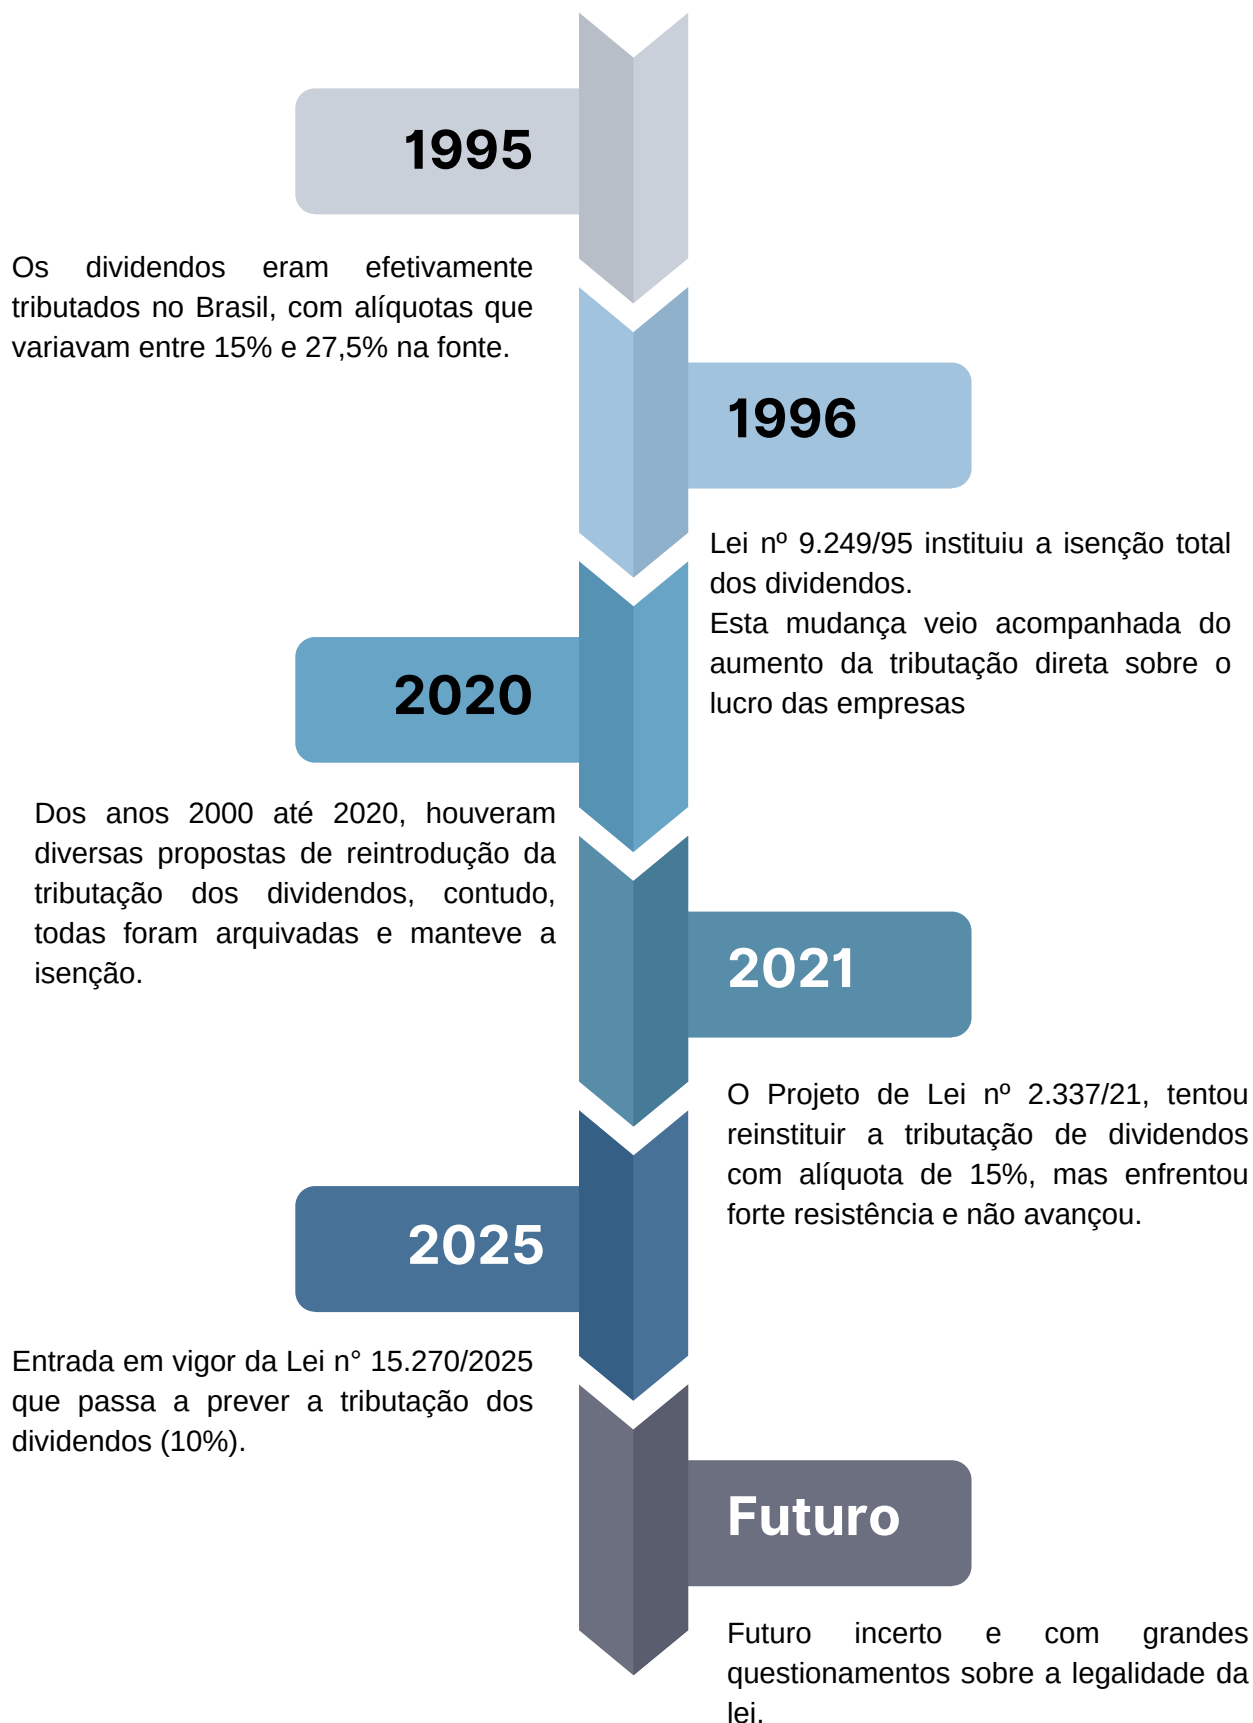 1995
Os dividendos eram efetivamente
tributados no Brasil, com alíquotas que
variavam entre 15% e 27,5% na fonte.
1996
Lei nº 9.249/95 instituiu a isenção total
dos dividendos.
Esta mudança veio acompanhada do
aumento da tributação direta sobre o
lucro das empresas
2020
Dos anos 2000 até 2020, houveram
diversas propostas de reintrodução da
tributação dos dividendos, contudo,
todas foram arquivadas e manteve a
isenção.
2021
O Projeto de Lei nº 2.337/21, tentou
reinstituir a tributação de dividendos
com alíquota de 15%, mas enfrentou
forte resistência e não avançou.
2025
Entrada em vigor da Lei n° 15.270/2025
que passa a prever a tributação dos
dividendos (10%).
Futuro
Futuro incerto e com grandes
questionamentos sobre a legalidade da
lei.